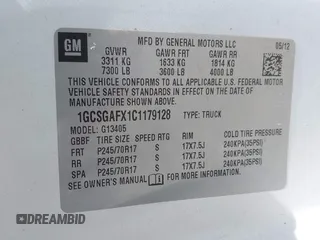 GM
MFD BY GENERAL MOTORS LLC
05/12
GVWR GAWR FRT GAWR RR
3311 KG 1633 KG 1814 KG
7300 LB 3600 LB 4000 LB
THIS VEHICLE CONFORMS TO ALL APPLICABLE U.S. FEDERAL MOTOR
VEHICLE SAFETY STANDARDS IN EFFECT ON THE DATE OF
MANUFACTURE SHOWN ABOVE.
1GCSGAFX1C1179128 TYPE: TRUCK
MODEL: G13405
GBBF TIRE SIZE SPEED RTG RIM COLD TIRE PRESSURE
FRT P245/70R17 S 17X7.5J 240KPA(35PSI)
RR P245/70R17 S 17X7.5J 240KPA(35PSI)
SPA P245/70R17 S 17X7.5J 240KPA(35PSI)
SEE OWNER'S MANUAL FOR ADDITIONAL INFORMATION.
DREAMBID